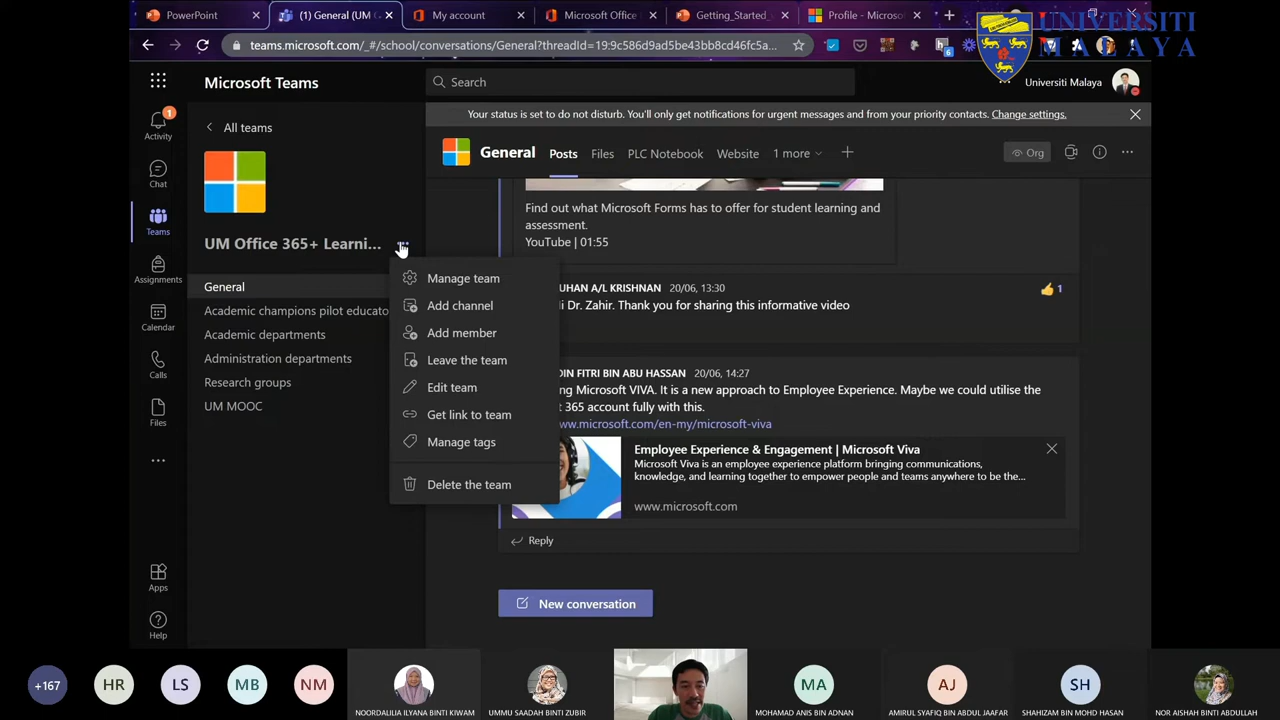 PowerPoint
(1) General (UM O
My account
Microsoft Office
Getting_Started_
Profile - Microso
UNIVERSITI
MALAYA
teams.microsoft.com/_#/school/conversations/General?threadId=19:9c586d9ad5be43bb8cd46fc5a...
6
Microsoft Teams
Search
Universiti Malaya
Your status is set to do not disturb. You'll only get notifications for urgent messages and from your priority contacts. Change settings.
1
Activity
Chat
Teams
Assignments
Calendar
Calls
Files
Apps
Help
All teams
UM Office 365+ Learni...
General
Academic champions pilot educato
Academic departments
Administration departments
Research groups
UM MOOC
Manage team
Add channel
Add member
Leave the team
Edit team
Get link to team
Manage tags
Delete the team
General
Posts
Files
PLC Notebook
Website
1 more
Org
Find out what Microsoft Forms has to offer for student learning and
assessment.
YouTube | 01:55
UHAN A/L KRISHNAN 20/06, 13:30
1
Hi Dr. Zahir. Thank you for sharing this informative video
DIN FITRI BIN ABU HASSAN 20/06, 14:27
ng Microsoft VIVA. It is a new approach to Employee Experience. Maybe we could utilise the
365 account fully with this.
ww.microsoft.com/en-my/microsoft-viva
Employee Experience & Engagement | Microsoft Viva
Microsoft Viva is an employee experience platform bringing communications,
knowledge, and learning together to empower people and teams anywhere to be the...
www.microsoft.com
Reply
New conversation
+167
HR
LS
MB
NM
NOORDALILIA ILYANA BINTI KIWAM
UMMU SAADAH BINTI ZUBIR
MA
MOHAMAD ANIS BIN ADNAN
AJ
AMIRUL SYAFIQ BIN ABDUL JAAFAR
SH
SHAHIZAM BIN MOHD HASAN
NOR AISHAH BINTI ABDULLAH